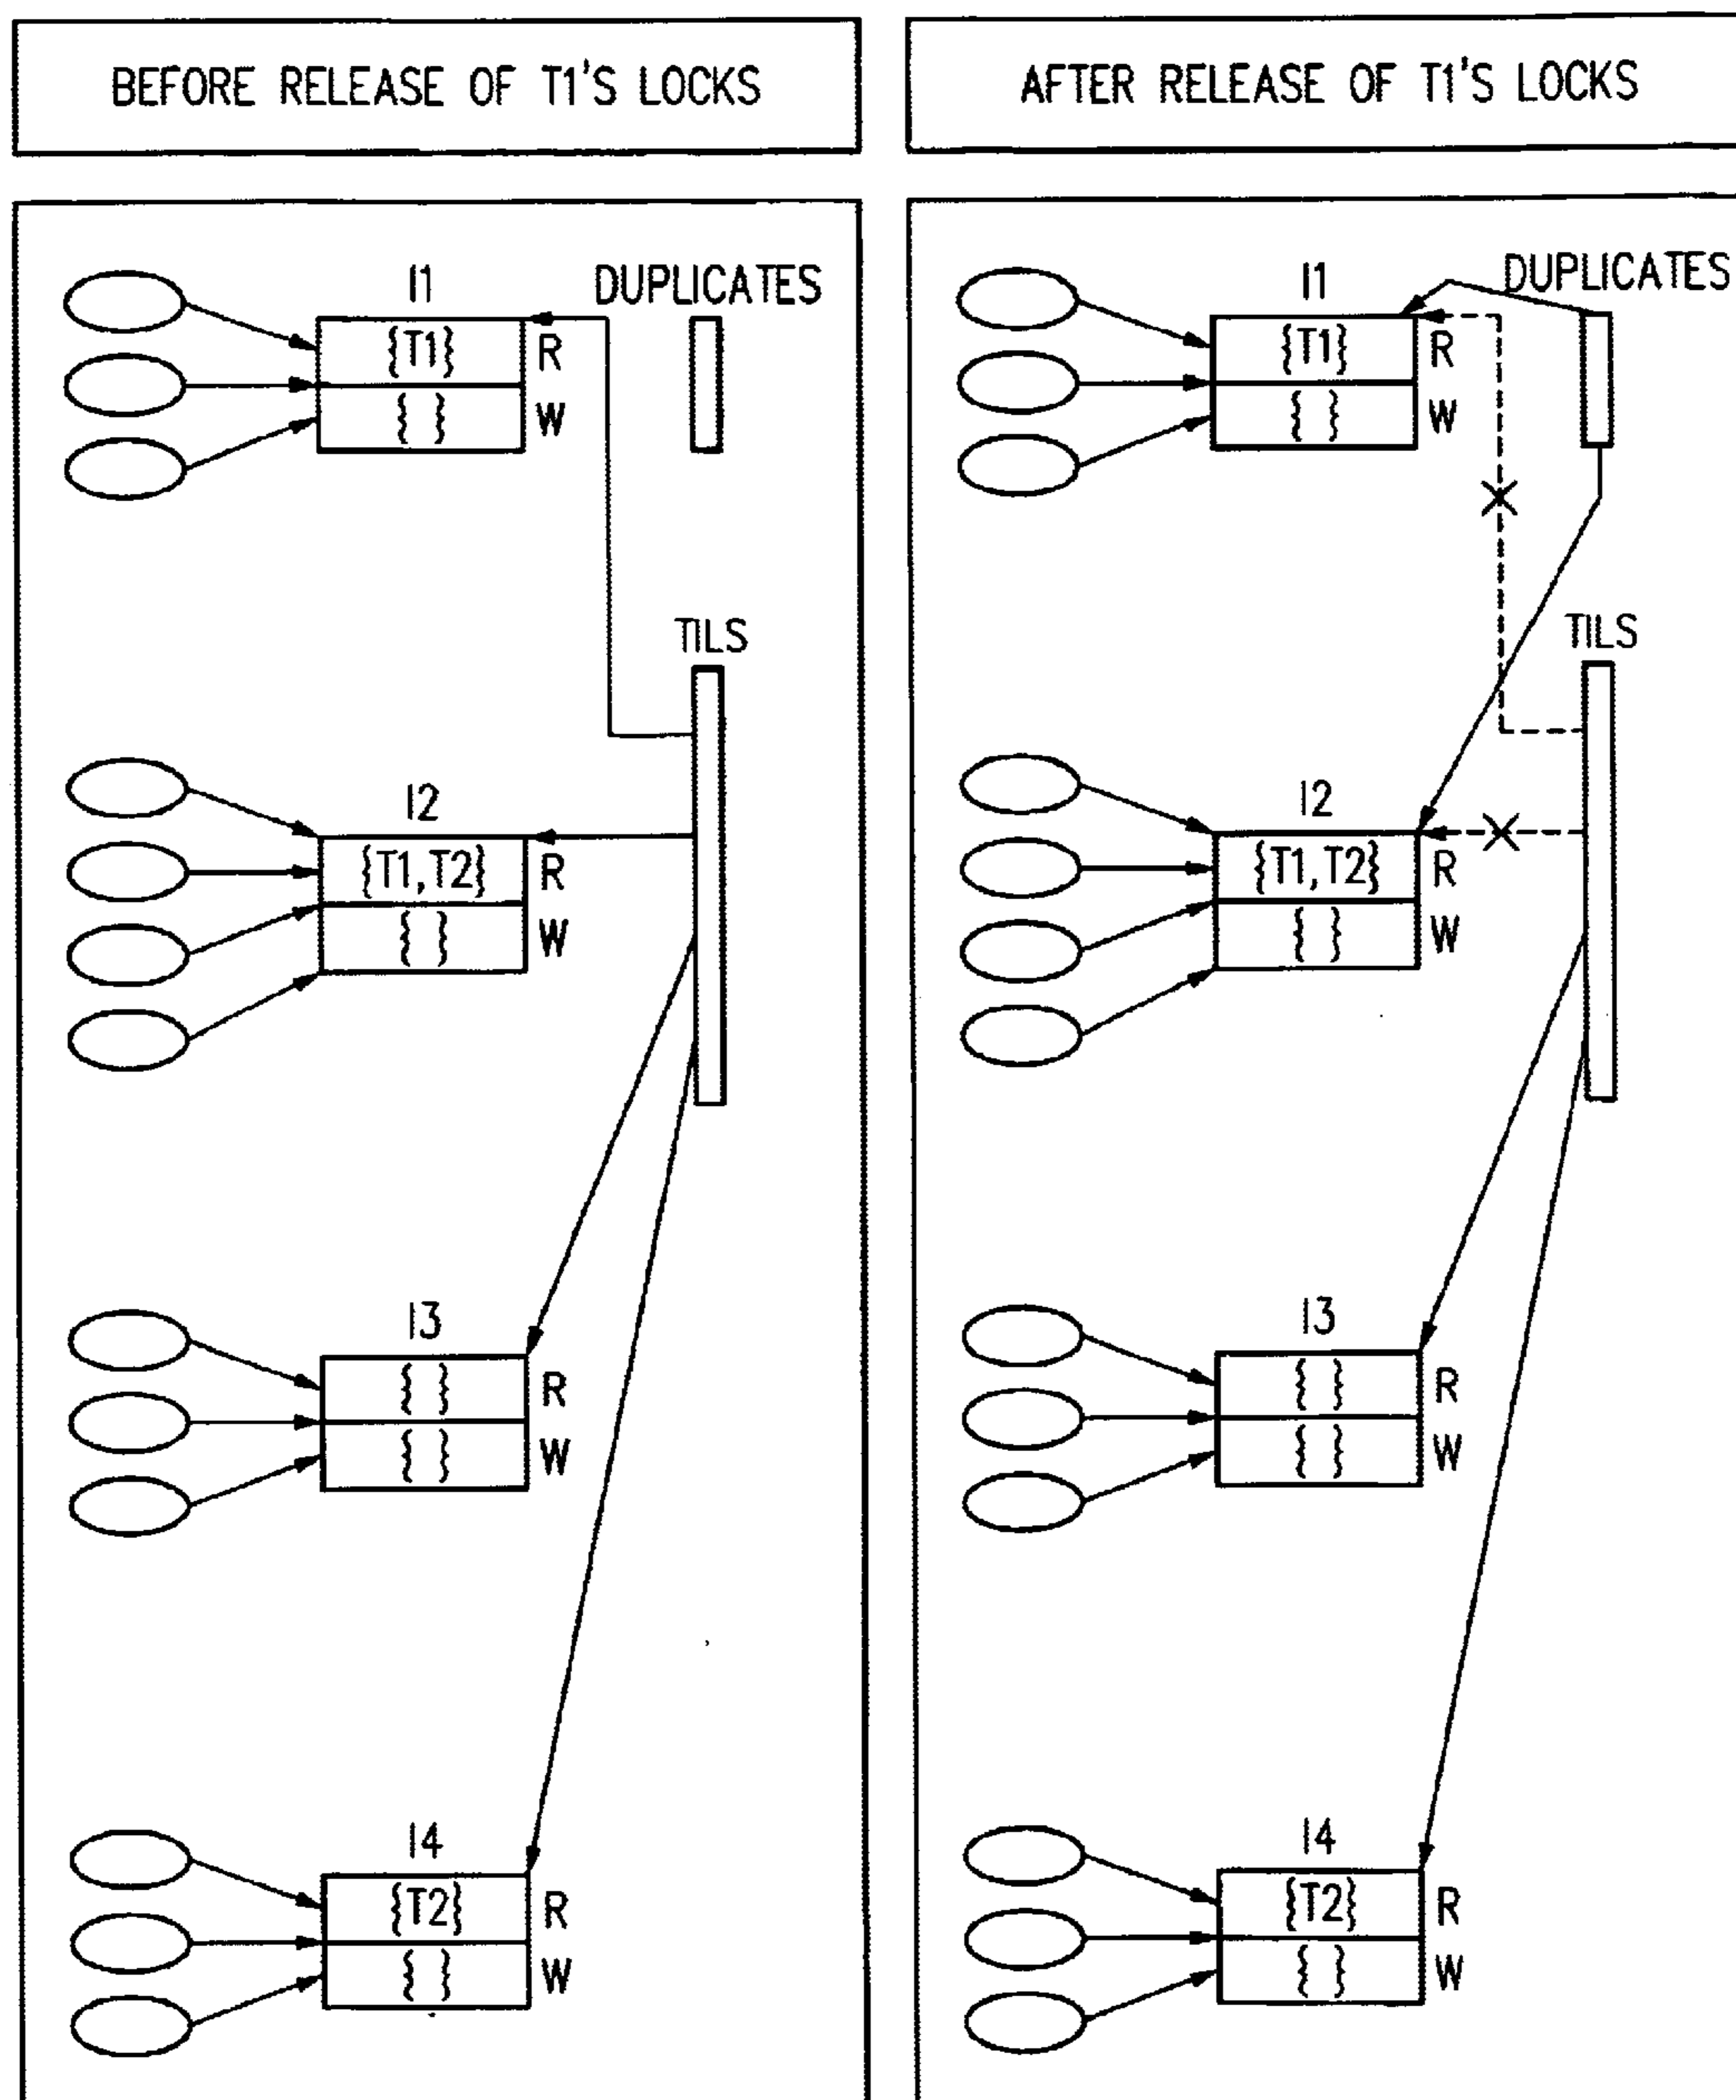 BEFORE RELEASE OF T1'S LOCKS
I1 DUPLICATES
{T1} R
{ } W
TILS
I2
{T1,T2} R
{ } W
I3
{ } R
{ } W
I4
{T2} R
{ } W
AFTER RELEASE OF T1'S LOCKS
I1 DUPLICATES
{T1} R
{ } W
TILS
I2
{T1,T2} R
{ } W
I3
{ } R
{ } W
I4
{T2} R
{ } W